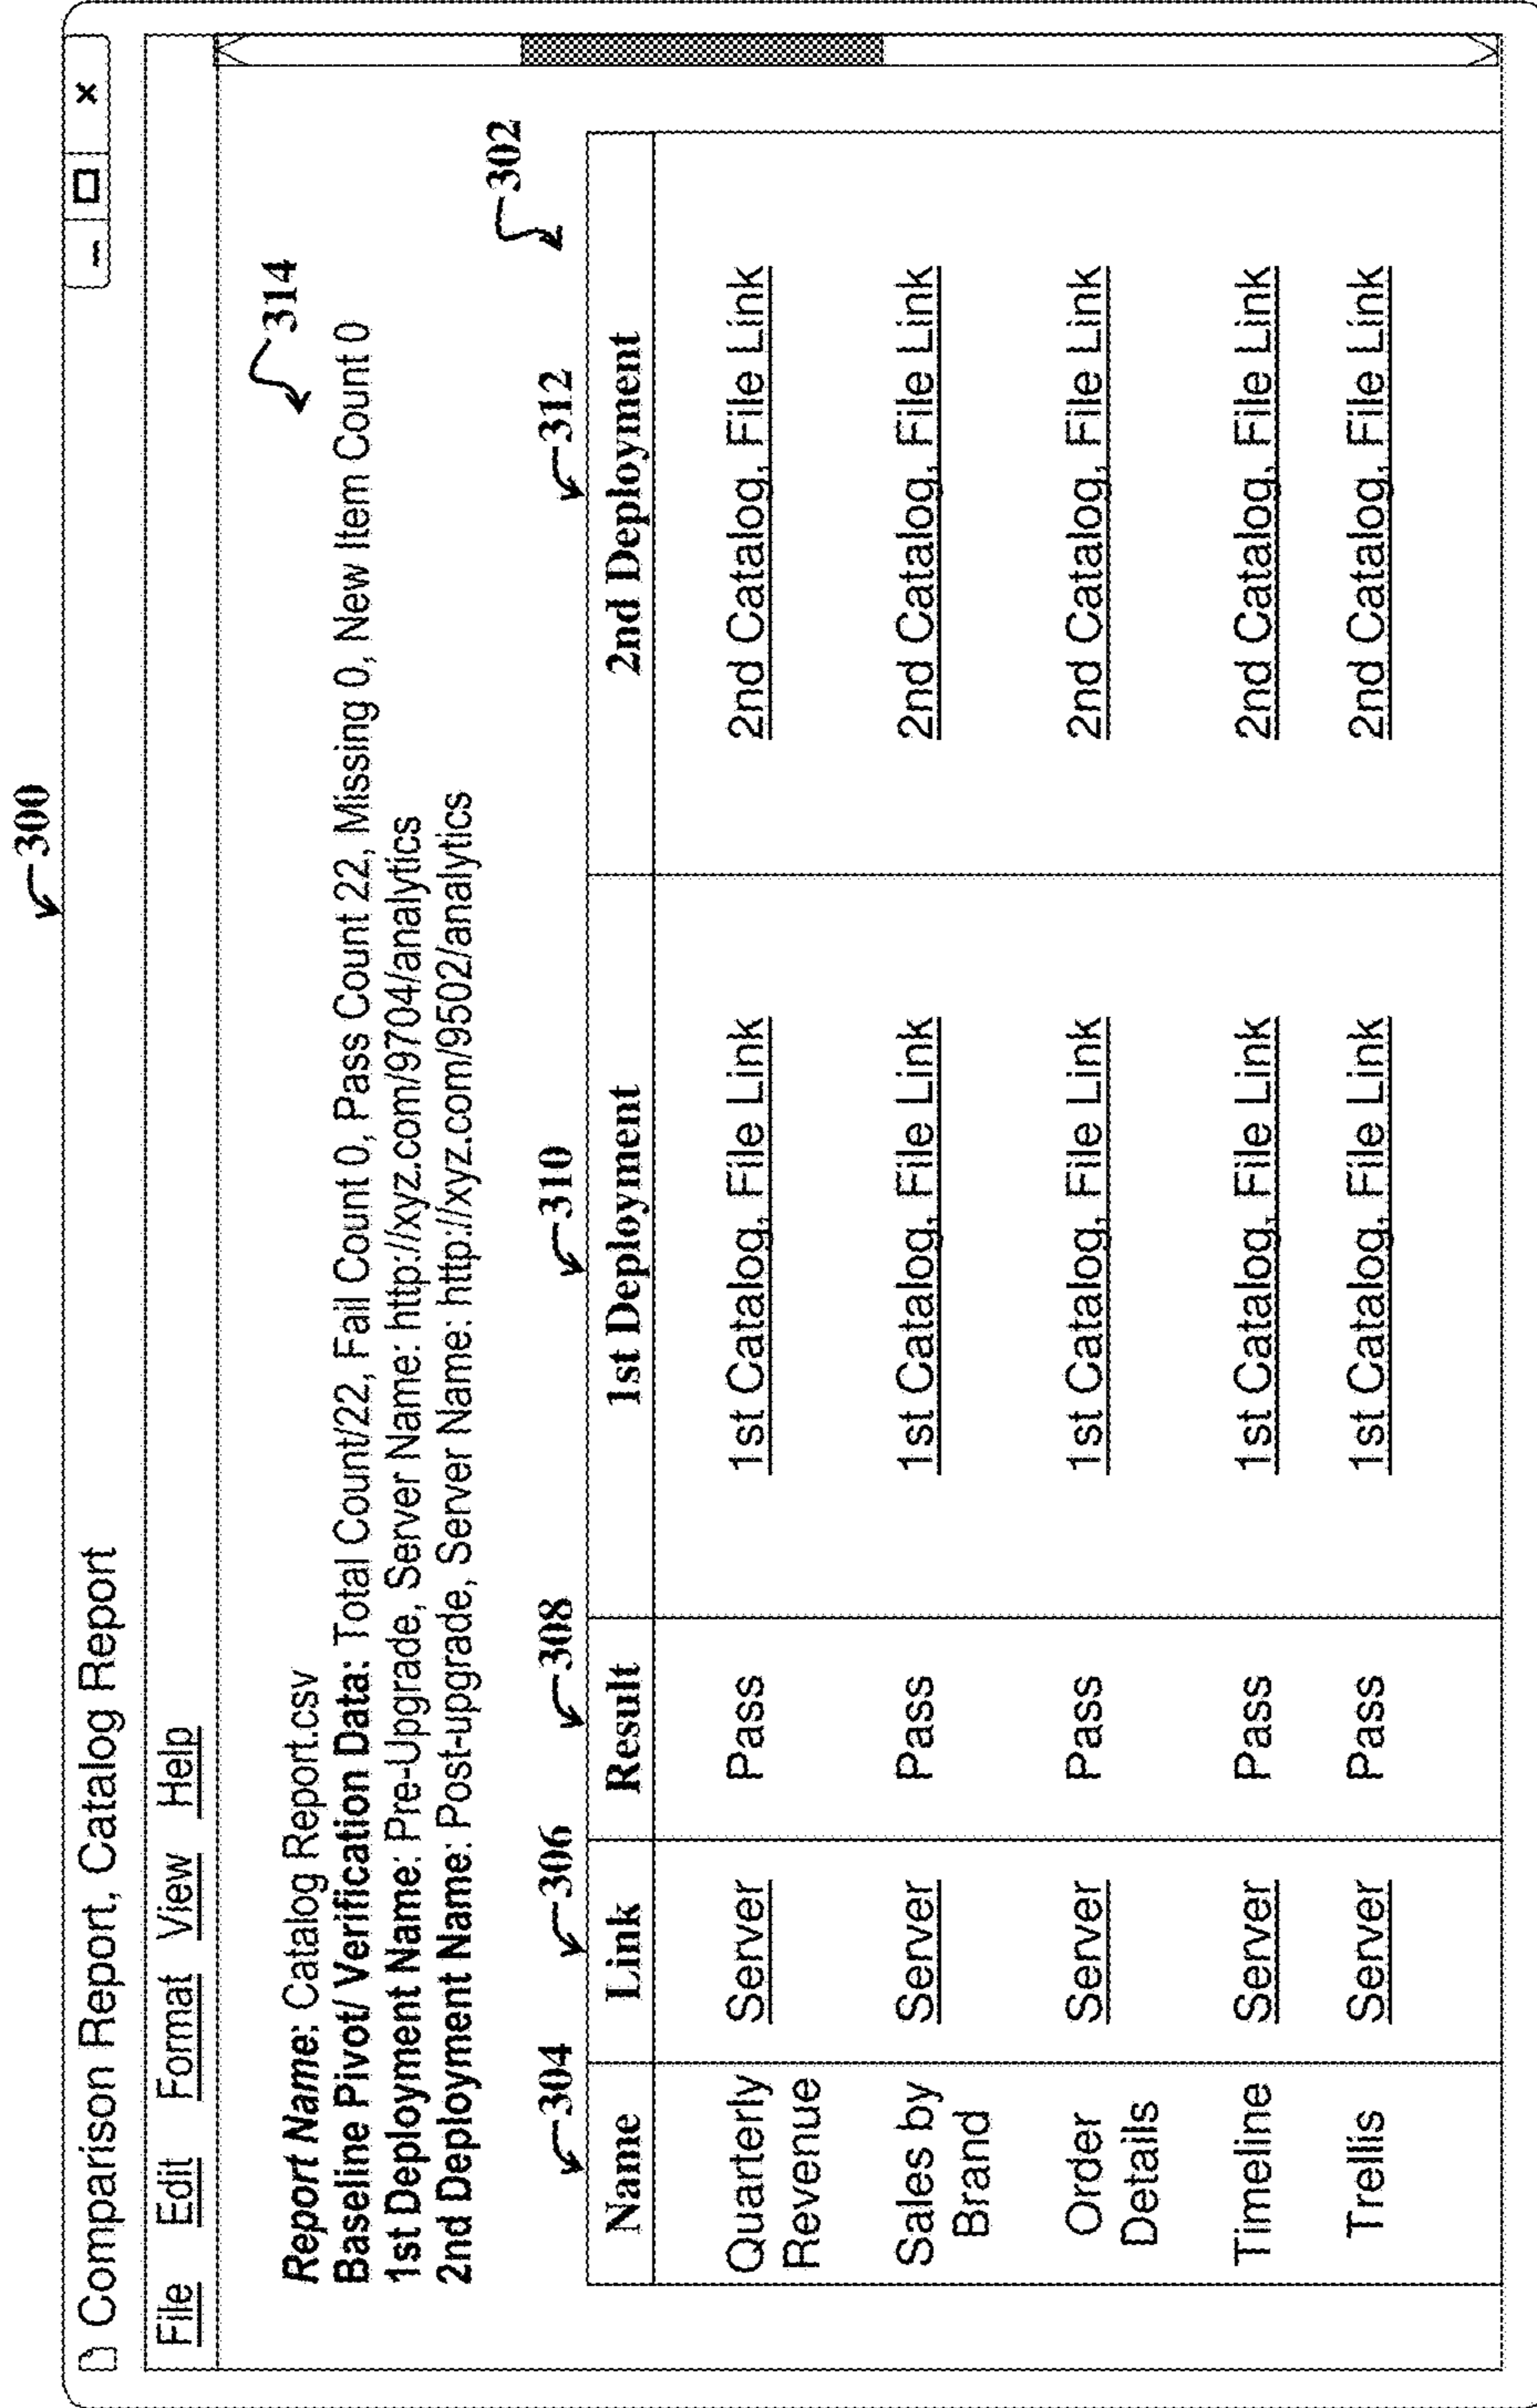 300
Comparison Report, Catalog Report
– □ ×
File Edit Format View Help
314
Report Name: Catalog Report.csv
Baseline Pivot/ Verification Data: Total Count/22, Fail Count 0, Pass Count 22, Missing 0, New Item Count 0
1st Deployment Name: Pre-Upgrade, Server Name: http://xyz.com/9704/analytics
2nd Deployment Name: Post-upgrade, Server Name: http://xyz.com/9502/analytics
302
304 306 308 310 312
Name Link Result 1st Deployment 2nd Deployment
Quarterly Server Pass 1st Catalog, File Link 2nd Catalog, File Link
Revenue
Sales by Server Pass 1st Catalog, File Link 2nd Catalog, File Link
Brand
Order Server Pass 1st Catalog, File Link 2nd Catalog, File Link
Details
Timeline Server Pass 1st Catalog, File Link 2nd Catalog, File Link
Trellis Server Pass 1st Catalog, File Link 2nd Catalog, File Link